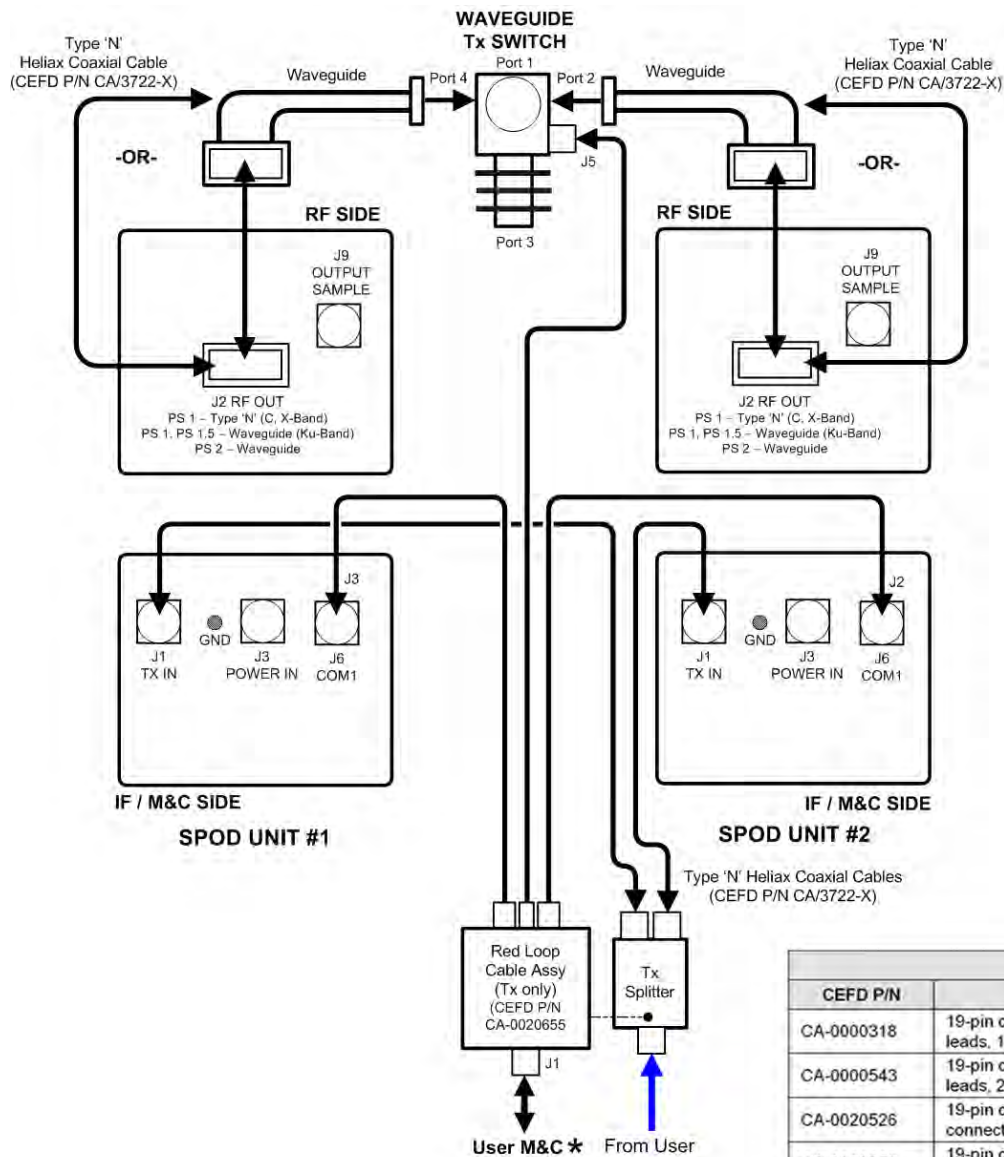 WAVEGUIDE
Tx SWITCH
Type ‘N’
Heliax Coaxial Cable
(CEFD P/N CA/3722-X)
Waveguide
Port 4
Port 1
Port 2
Waveguide
Type ‘N’
Heliax Coaxial Cable
(CEFD P/N CA/3722-X)
-OR-
J5
-OR-
Port 3
RF SIDE
J9
OUTPUT
SAMPLE
J2 RF OUT
PS 1 – Type ‘N’ (C, X-Band)
PS 1, PS 1.5 – Waveguide (Ku-Band)
PS 2 – Waveguide
RF SIDE
J9
OUTPUT
SAMPLE
J2 RF OUT
PS 1 – Type ‘N’ (C, X-Band)
PS 1, PS 1.5 – Waveguide (Ku-Band)
PS 2 – Waveguide
J3
J1
TX IN
GND
J3
POWER IN
J6
COM1
IF / M&C SIDE
SPOD UNIT #1
J2
J1
TX IN
GND
J3
POWER IN
J6
COM1
IF / M&C SIDE
SPOD UNIT #2
Type ‘N’ Heliax Coaxial Cables
(CEFD P/N CA/3722-X)
Red Loop
Cable Assy
(Tx only)
(CEFD P/N
CA-0020655
J1
Tx
Splitter
User M&C *
From User
CEFD P/N
CA-0000318
19-pin
leads, 1
CA-0000543
19-pin
leads, 2
CA-0020526
19-pin
19-pin